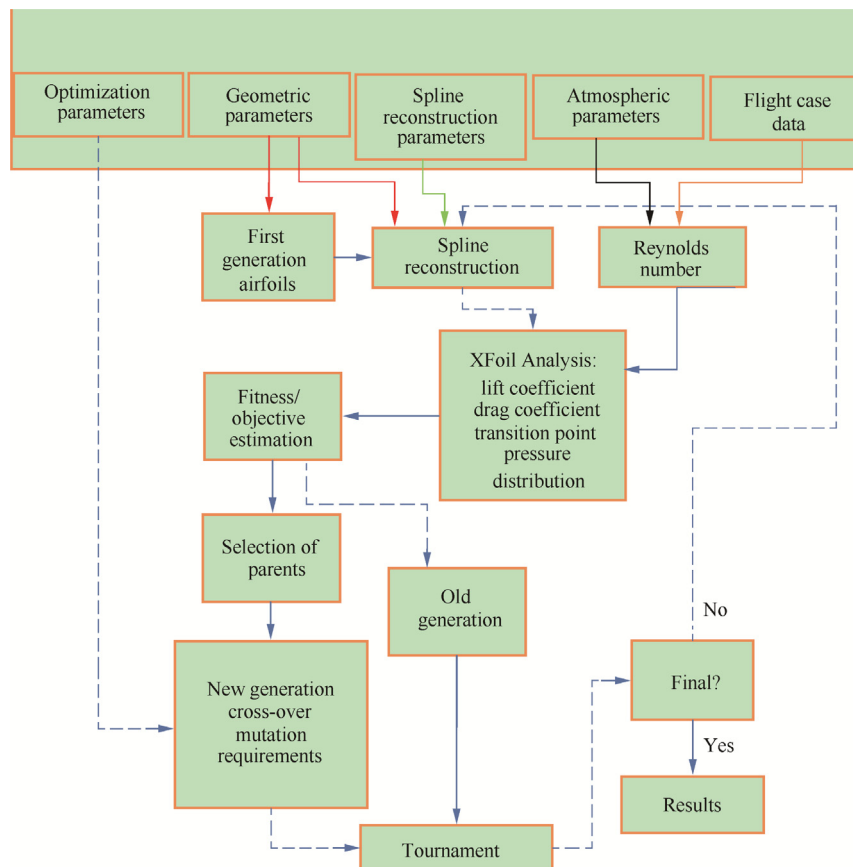 Optimization
parameters
Geometric
parameters
Spline
reconstruction
parameters
Atmospheric
parameters
Flight case
data
First
generation
airfoils
Spline
reconstruction
Reynolds
number
XFoil Analysis:
lift coefficient
drag coefficient
transition point
pressure
distribution
Fitness/
objective
estimation
Selection of
parents
Old
generation
No
New generation
cross-over
mutation
requirements
Final?
Yes
Results
Tournament